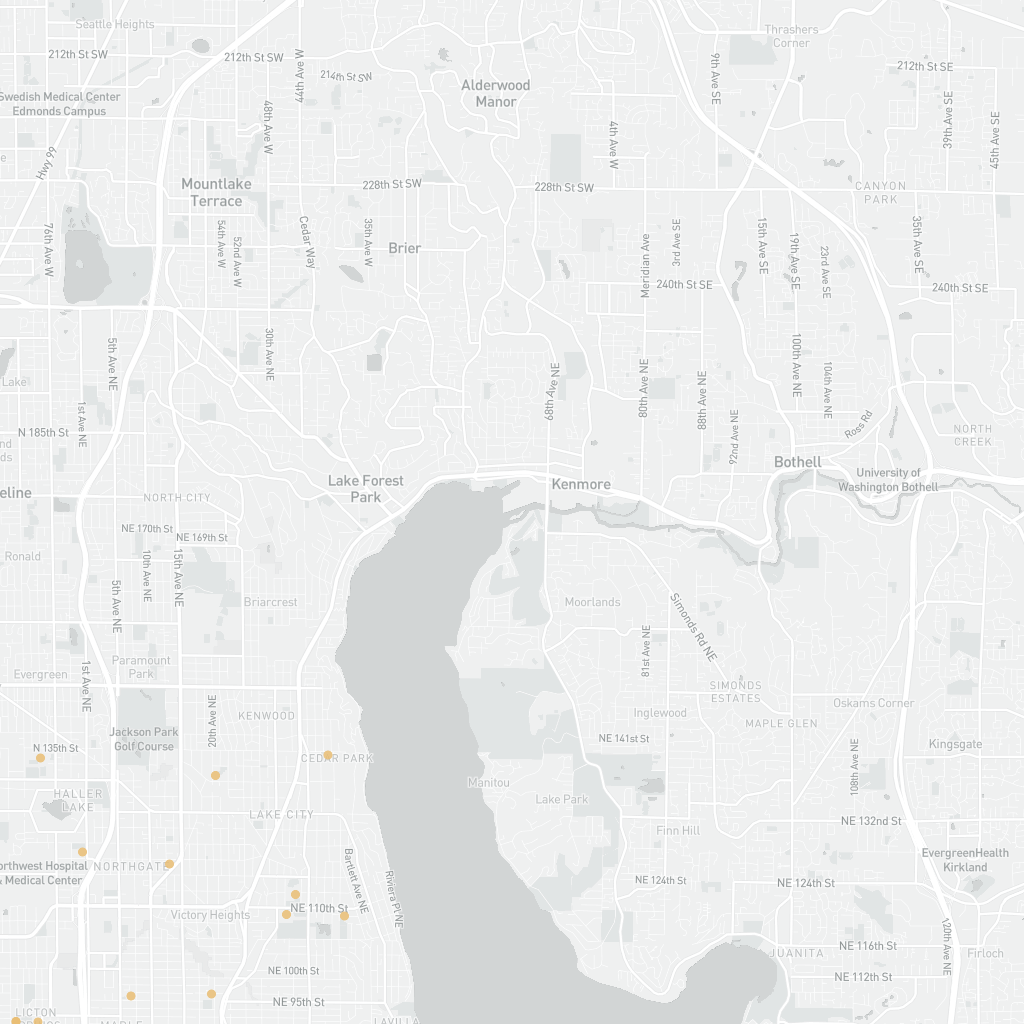 Seattle Heights
Thrashers
Corner
212th St SW
212th St SW
44th Ave W
214th St SW
9th Ave SE
212th St SE
Alderwood
Manor
Swedish Medical Center
Edmonds Campus
48th Ave W
39th Ave SE
45th Ave SE
4th Ave W
Hwy 99
Mountlake
Terrace
228th St SW
228th St SW
CANYON
PARK
76th Ave W
54th Ave W
52nd Ave W
Cedar Way
35th Ave W
Brier
Meridian Ave
3rd Ave SE
15th Ave SE
19th Ave SE
23rd Ave SE
35th Ave SE
240th St SE
240th St SE
5th Ave NE
30th Ave NE
68th Ave NE
80th Ave NE
88th Ave NE
100th Ave NE
104th Ave NE
Lake
1st Ave NE
N 185th St
92nd Ave NE
Ross Rd
NORTH
CREEK
nd
ds
Bothell
University of
Washington Bothell
eline
NORTH CITY
Lake Forest
Park
Kenmore
NE 170th St
NE 169th St
Ronald
10th Ave NE
15th Ave NE
5th Ave NE
Briarcrest
Moorlands
Simonds Rd NE
81st Ave NE
Evergreen
Paramount
Park
1st Ave NE
SIMONDS
ESTATES
20th Ave NE
KENWOOD
Inglewood
MAPLE GLEN
Oskams Corner
Jackson Park
Golf Course
N 135th St
NE 141st St
Kingsgate
CEDAR PARK
108th Ave NE
Manitou
HALLER
LAKE
Lake Park
LAKE CITY
Finn Hill
NE 132nd St
orthwest Hospital
& Medical Center
NORTHGATE
Bartlett Ave NE
Riviera Pl NE
EvergreenHealth
Kirkland
NE 124th St
NE 124th St
Victory Heights
NE 110th St
120th Ave NE
NE 116th St
JUANITA
Firloch
NE 100th St
NE 112th St
NE 95th St
LICTON
MAPLE
LAVILLA